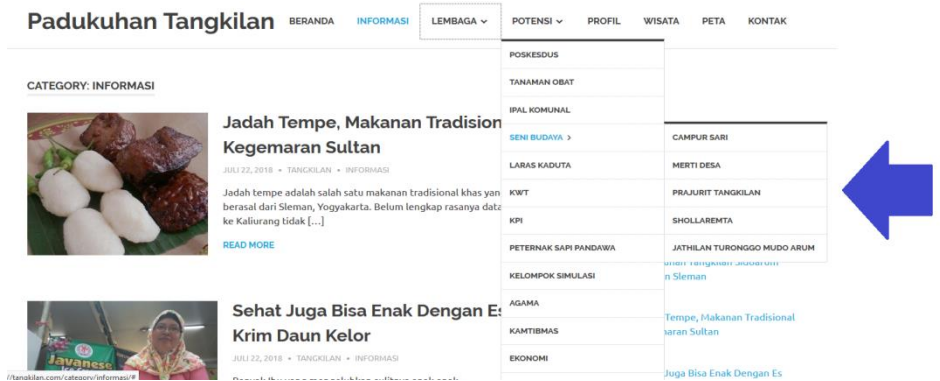 Padukuhan Tangkilan
BERANDA INFORMASI LEMBAGA POTENSI PROFIL WISATA PETA KONTAK
CATEGORY: INFORMASI
Jadah Tempe, Makanan Tradision
Kegemaran Sultan
JULI 22, 2018 • TANGKILAN • INFORMASI
Jadah tempe adalah salah satu makanan tradisional khas yan
berasal dari Sleman, Yogyakarta. Belum lengkap rasanya data
ke Kaliurang tidak […]
READ MORE
Sehat Juga Bisa Enak Dengan Es
Krim Daun Kelor
JULI 22, 2018 • TANGKILAN • INFORMASI
Javanese
//tangkilan.com/category/informasi/#
POSKESDUS
TANAMAN OBAT
IPAL KOMUNAL
SENI BUDAYA >
LARAS KADUTA
KWT
KPI
PETERNAK SAPI PANDAWA
KELOMPOK SIMULASI
AGAMA
KAMTIBMAS
EKONOMI
CAMPUR SARI
MERTI DESA
PRAJURIT TANGKILAN
SHOLLAREMTA
JATHILAN TURONGGO MUDO ARUM
n Sleman
Tempe, Makanan Tradisional
aran Sultan
Juga Bisa Enak Dengan Es